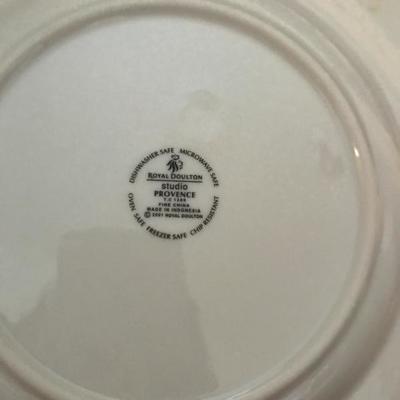 DISHWASHER SAFE MICROWAVE SAFE
ROYAL DOULTON
studio
PROVENCE
T.C 1289
FINE CHINA
MADE IN INDONESIA
© 2001 ROYAL DOULTON
OVEN SAFE FREEZER SAFE CHIP RESISTANT